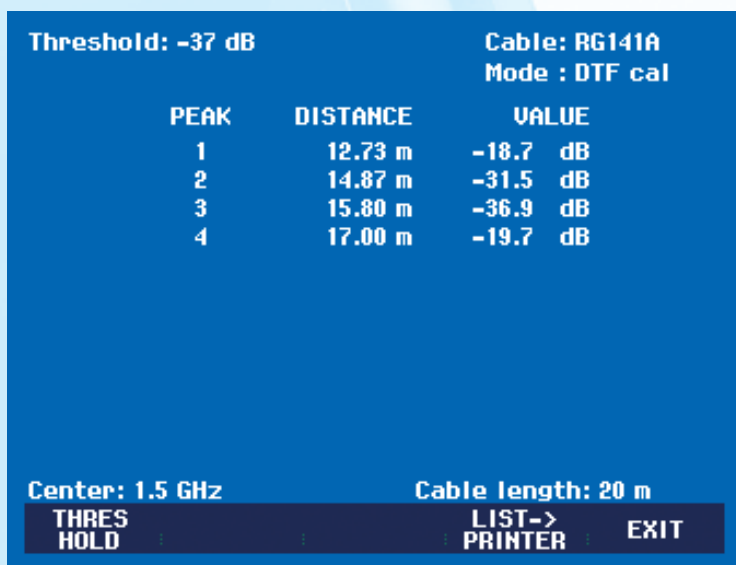 Threshold: -37 dB Cable: RG141A
Mode : DTF cal
PEAK DISTANCE VALUE
1 12.73 m -18.7 dB
2 14.87 m -31.5 dB
3 15.80 m -36.9 dB
4 17.00 m -19.7 dB
Center: 1.5 GHz Cable length: 20 m
THRES LIST->
HOLD PRINTER EXIT